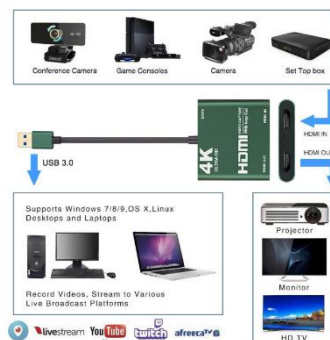 Conference Camera
Game Consoles
Camera
Set Top box
HDMI IN
HDMI OUT
4K
ULTRA HD
HDMI
USB 3.0
Supports Windows 7/8/9,OS X,Linux
Desktops and Laptops
Record Videos, Stream to Various
Live Broadcast Platforms
livestream
YouTube
twitch
afreecaTV
Projector
Monitor
HD TV